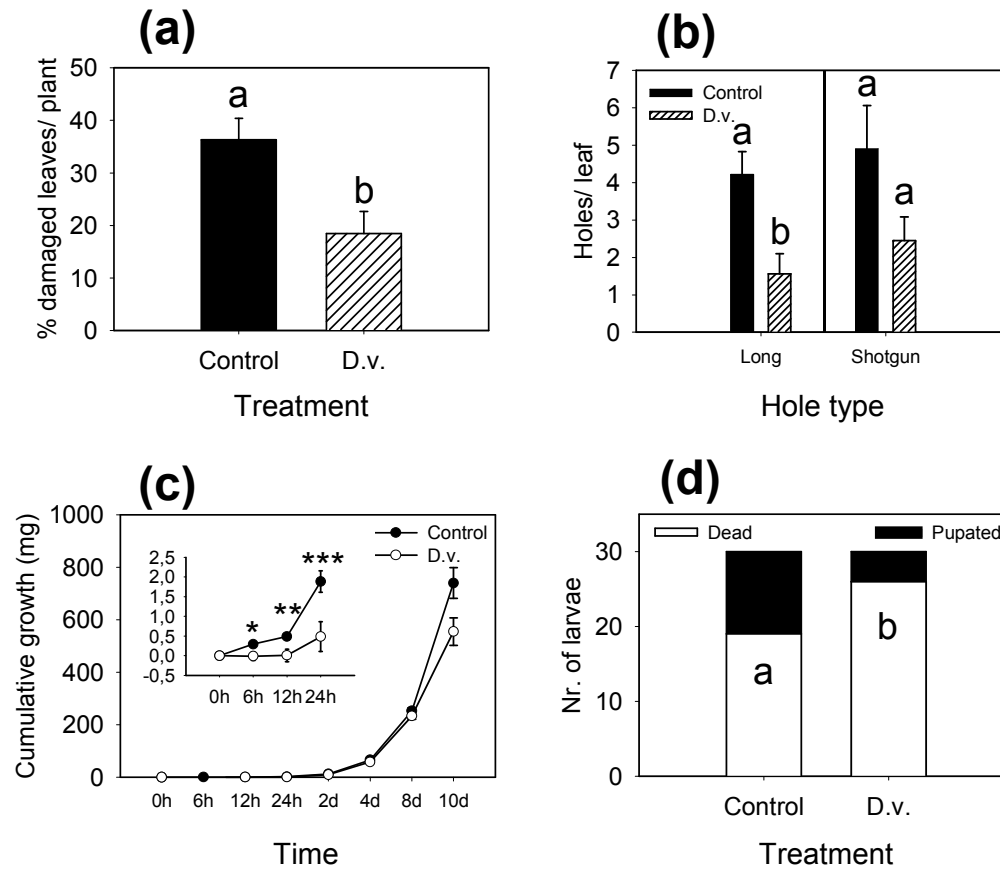 (a)
50
40
30
20
10
0
% damaged leaves/ plant
a
b
Control D.v.
Treatment
(b)
7
6
5
4
3
2
1
0
Holes/ leaf
Control
D.v.
a
b
a
a
Long Shotgun
Hole type
(c)
1000
800
600
400
200
0
Cumulative growth (mg)
Control
D.v.
2,0
1,5
1,0
0,5
0,0
-0,5
* ** ***
0h 6h 12h 24h
0h 6h 12h 24h 2d 4d 8d 10d
Time
(d)
30
20
10
0
Nr. of larvae
Dead Pupated
a
b
Control D.v.
Treatment